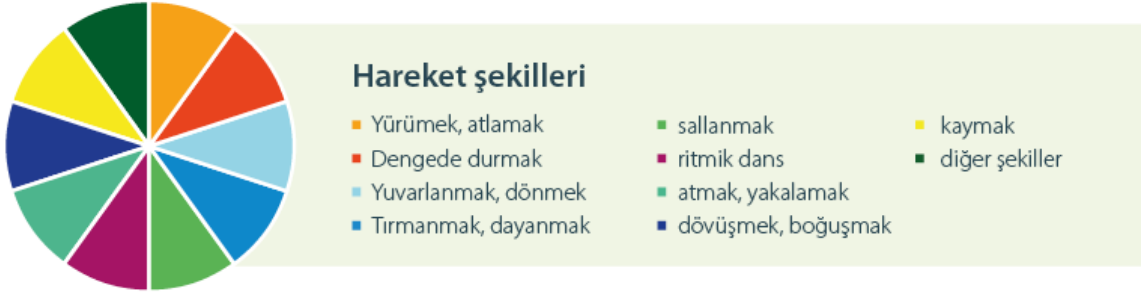 Hareket şekilleri
Yürümek, atlamak
Dengede durmak
Yuvarlanmak, dönmek
Tırmanmak, dayanmak
sallanmak
ritmik dans
atmak, yakalamak
dövüşmek, boğuşmak
kaymak
diğer şekiller